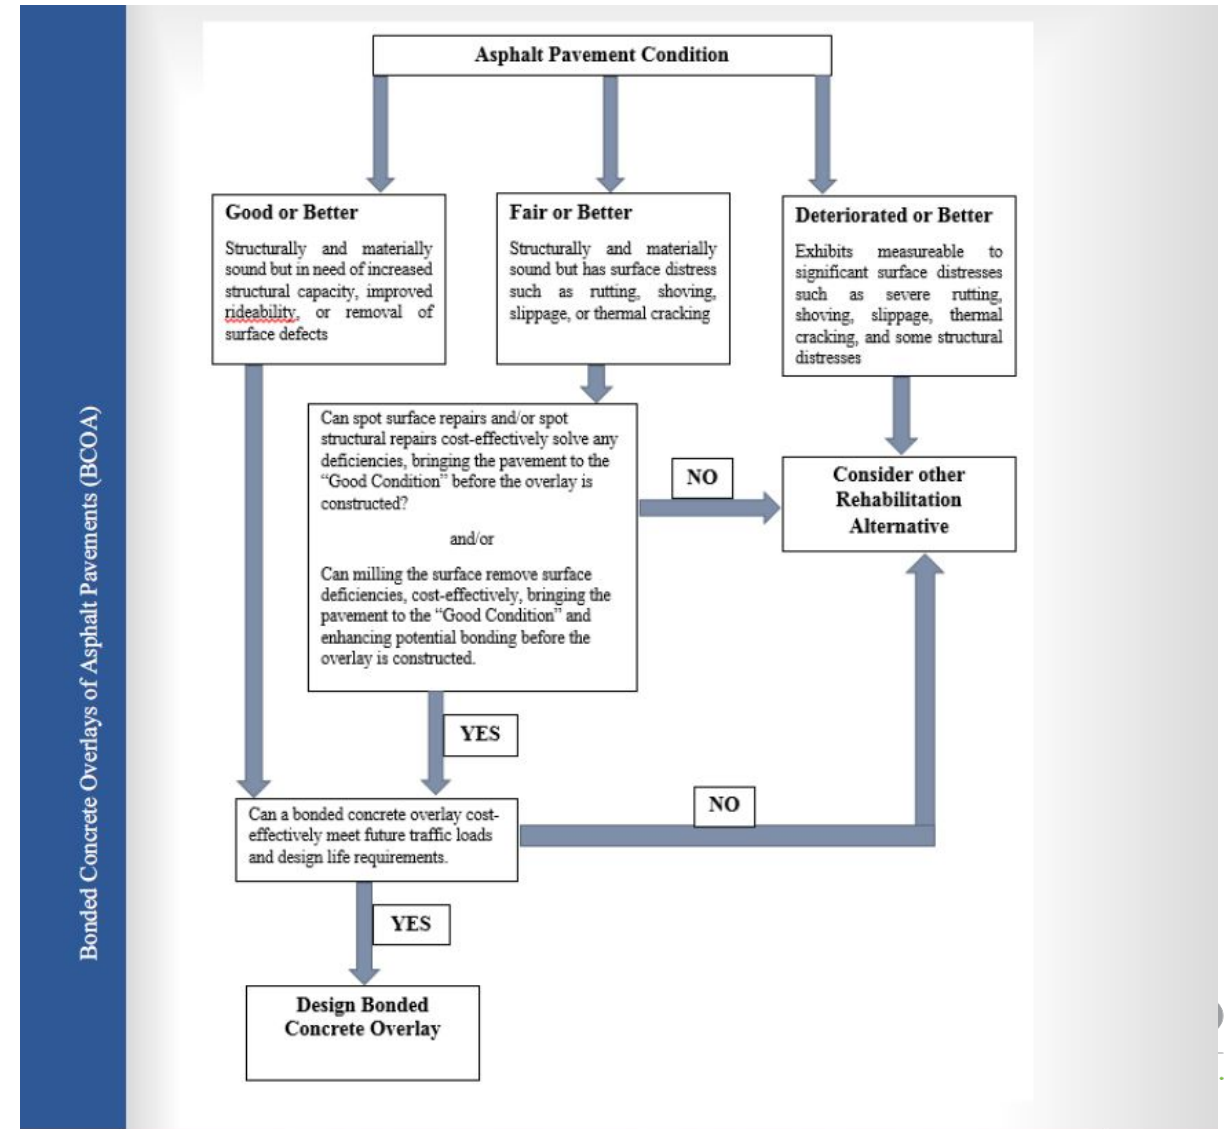 Bonded Concrete Overlays of Asphalt Pavements (BCOA)
Asphalt Pavement Condition
Good or Better
Structurally and materially
sound but in need of increased
structural capacity, improved
rideability, or removal of
surface defects
Fair or Better
Structurally and materially
sound but has surface distress
such as rutting, shoving,
slippage, or thermal cracking
Deteriorated or Better
Exhibits measureable to
significant surface distresses
such as severe rutting,
shoving, slippage, thermal
cracking, and some structural
distresses
Can spot surface repairs and/or spot
structural repairs cost-effectively solve any
deficiencies, bringing the pavement to the
“Good Condition” before the overlay is
constructed?
and/or
Can milling the surface remove surface
deficiencies, cost-effectively, bringing the
pavement to the “Good Condition” and
enhancing potential bonding before the
overlay is constructed.
NO
Consider other
Rehabilitation
Alternative
YES
Can a bonded concrete overlay cost-
effectively meet future traffic loads
and design life requirements.
NO
YES
Design Bonded
Concrete Overlay